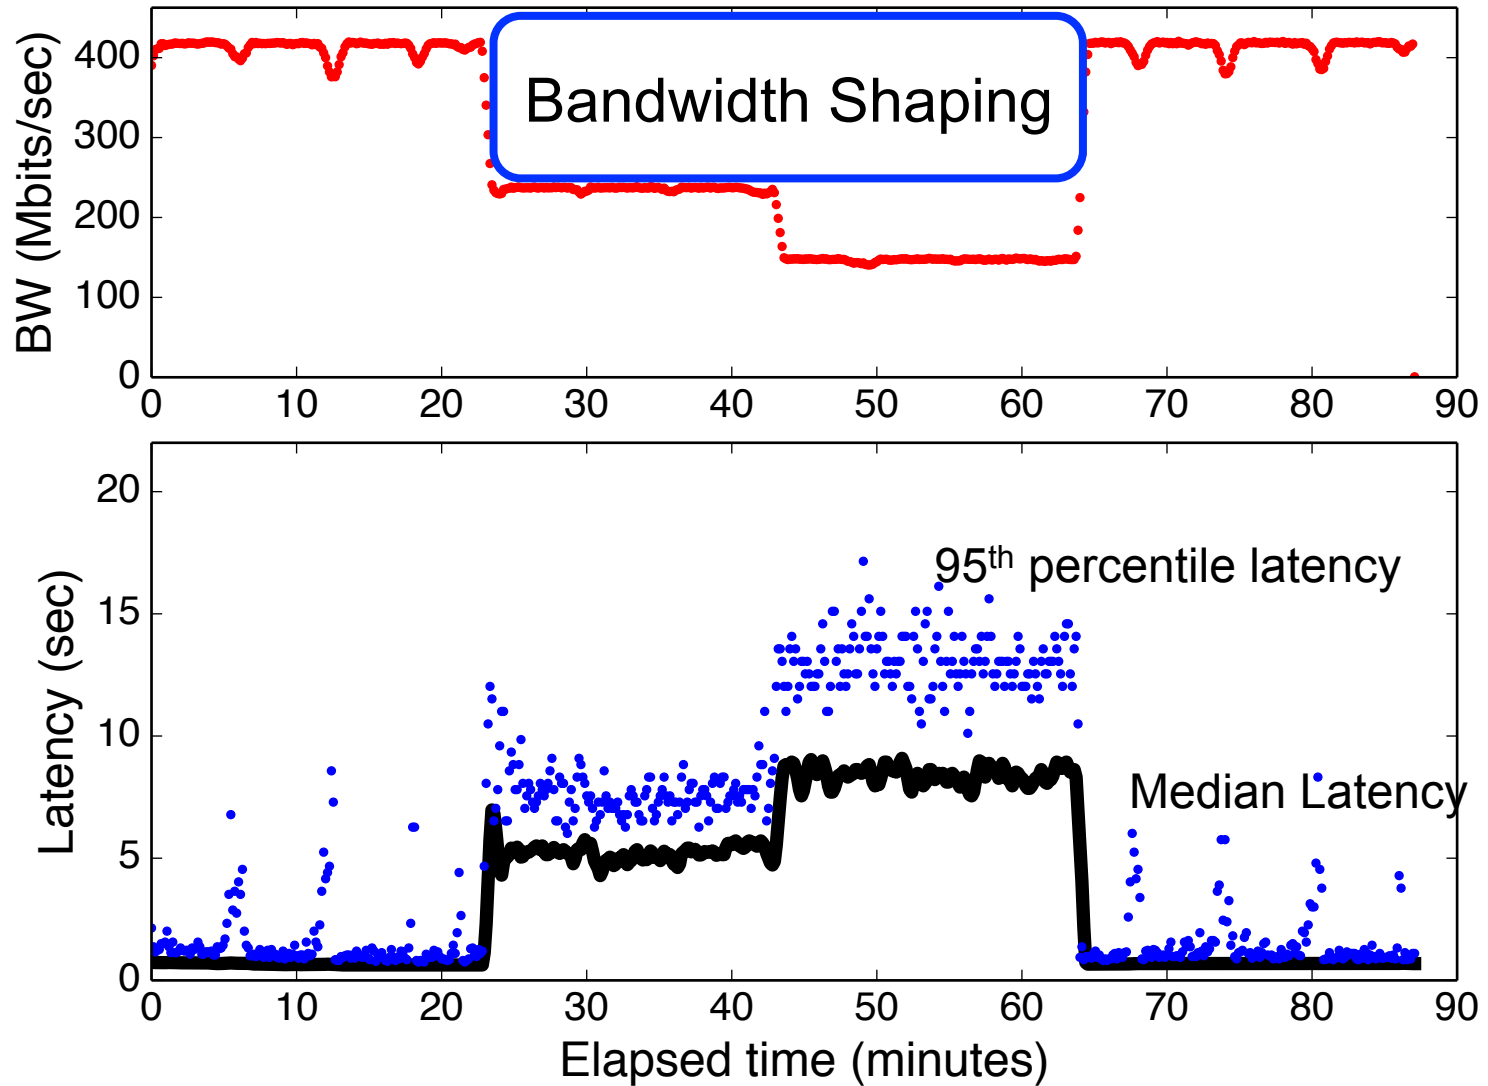 BW (Mbits/sec)
400
300
200
100
0
Bandwidth Shaping
0 10 20 30 40 50 60 70 80 90
Latency (sec)
20
15
10
5
0
95th percentile latency
Median Latency
0 10 20 30 40 50 60 70 80 90
Elapsed time (minutes)